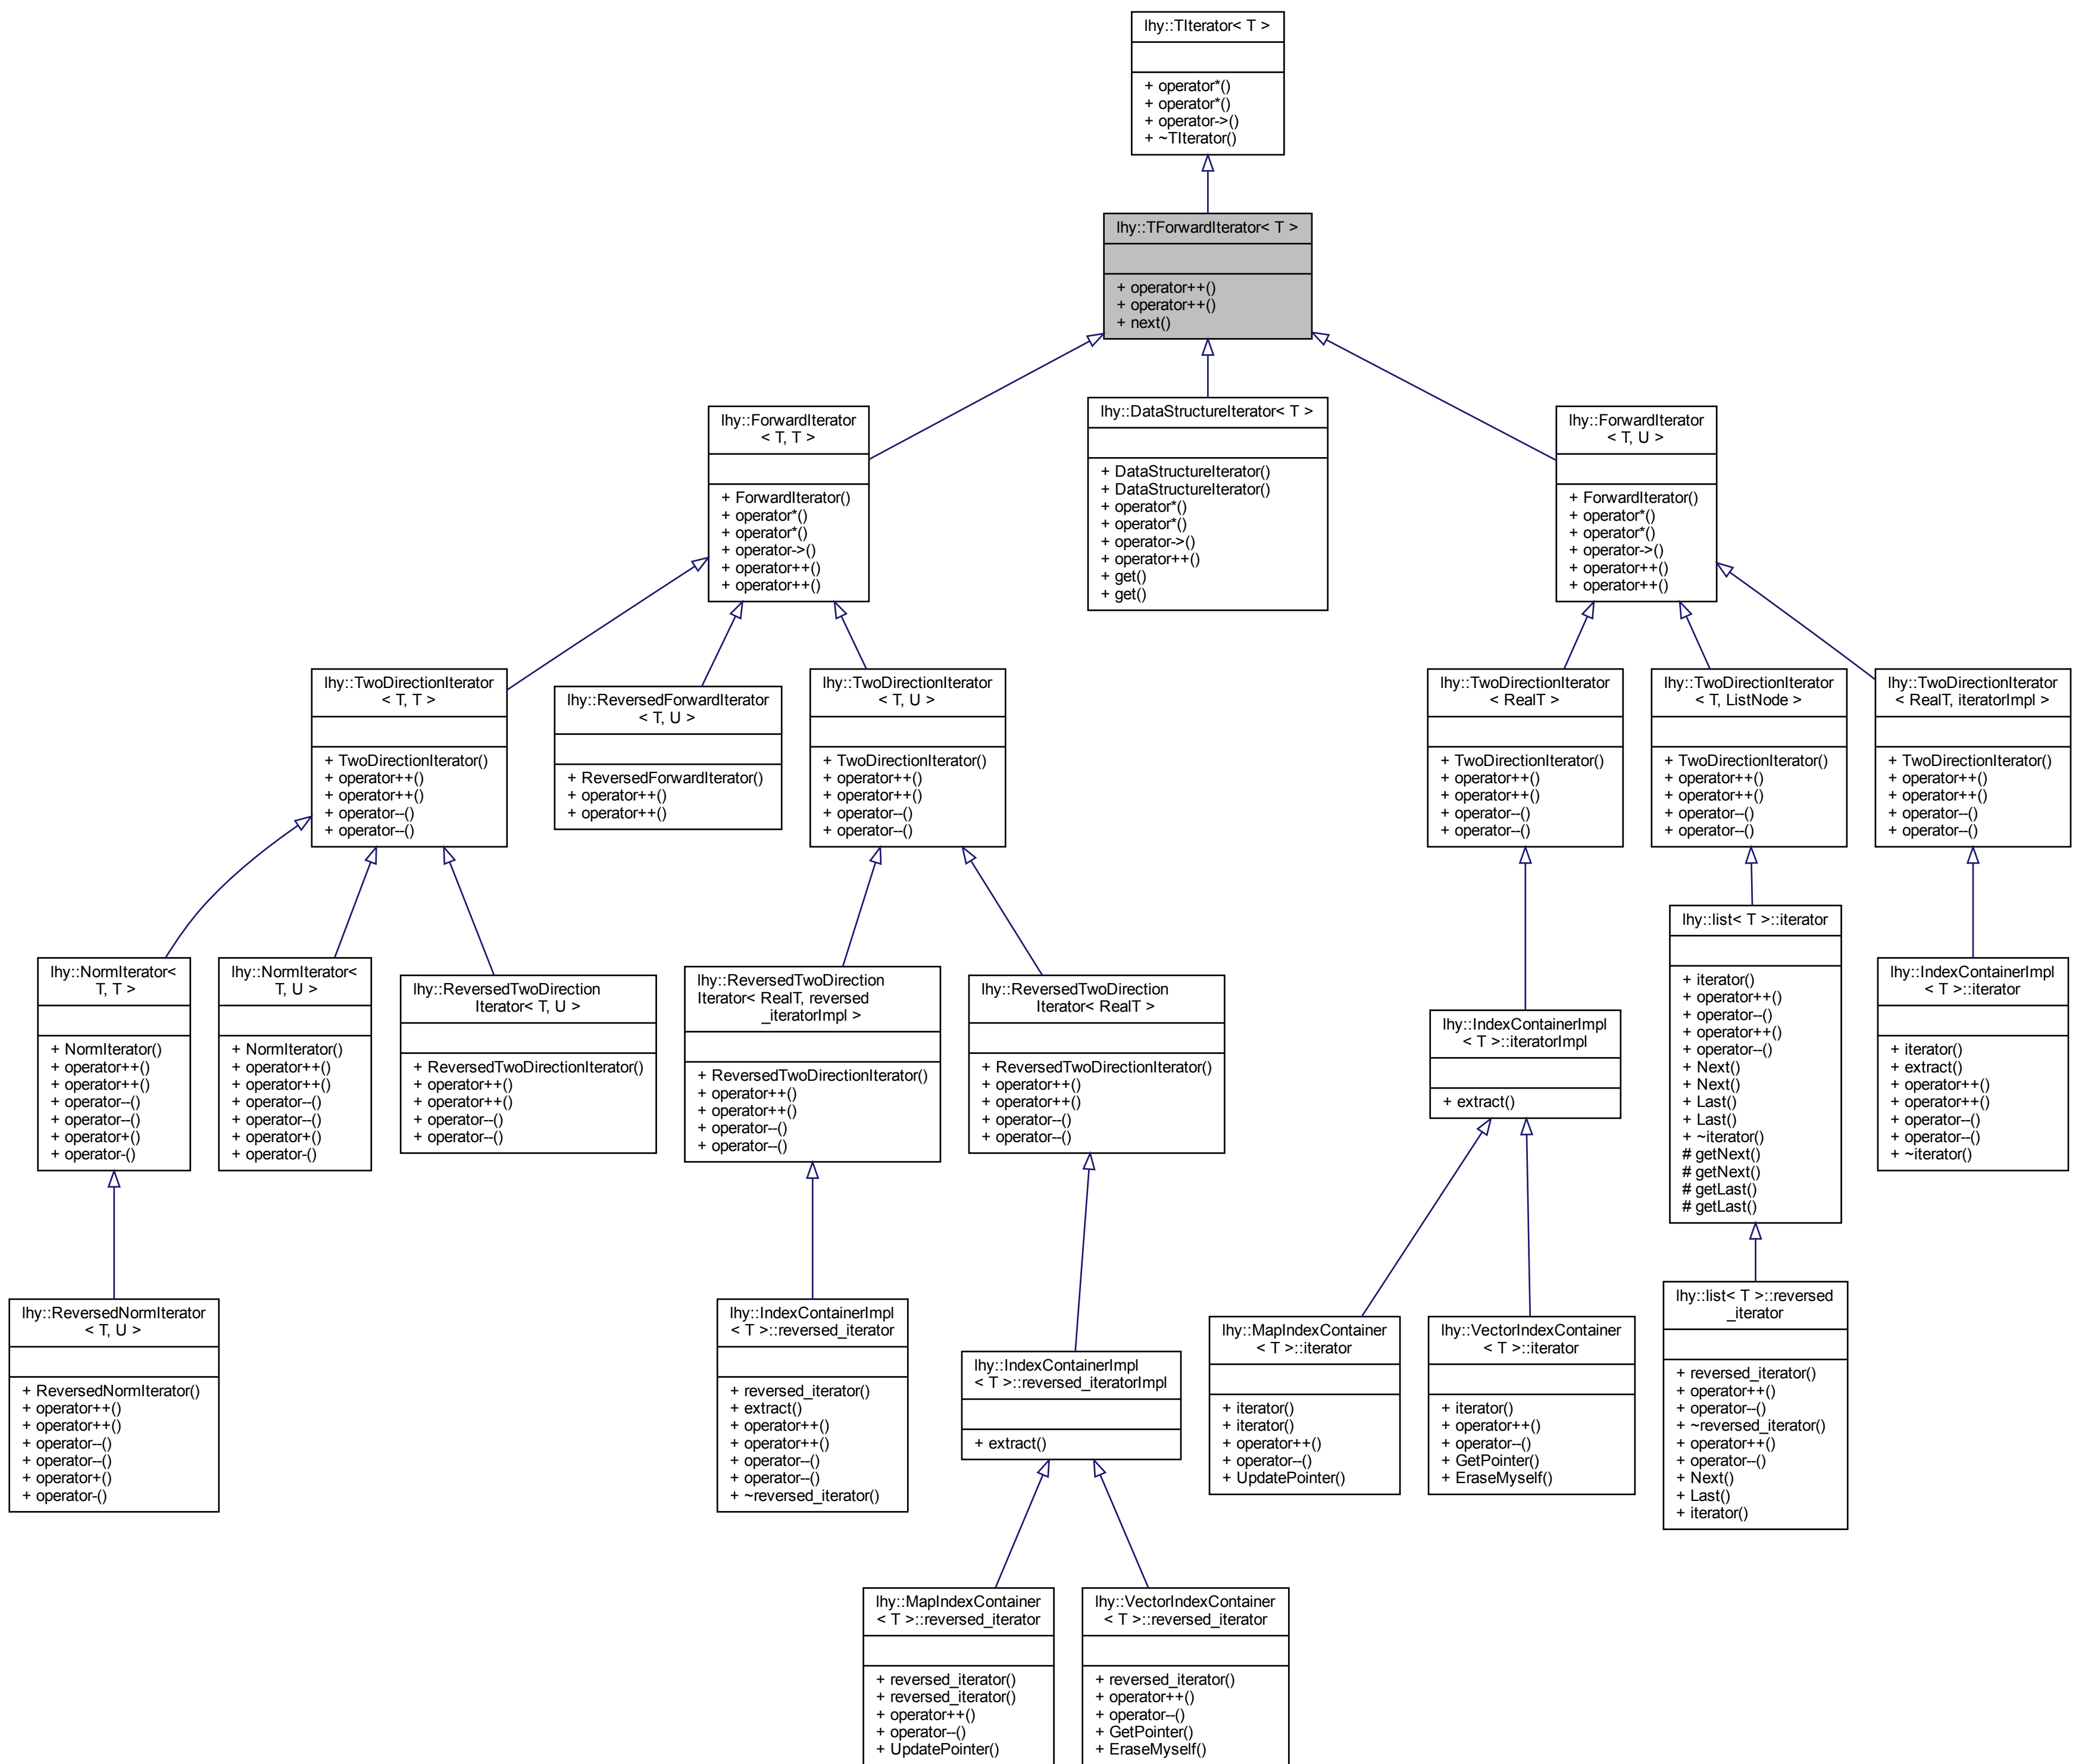 lhy::TIterator< T >
+ operator*()
+ operator*()
+ operator->()
+ ~TIterator()
lhy::TForwardIterator< T >
+ operator++()
+ operator++()
+ next()
lhy::ForwardIterator
< T, T >
+ ForwardIterator()
+ operator*()
+ operator*()
+ operator->()
+ operator++()
+ operator++()
lhy::DataStructureIterator< T >
+ DataStructureIterator()
+ DataStructureIterator()
+ operator*()
+ operator*()
+ operator->()
+ operator++()
+ get()
+ get()
lhy::ForwardIterator
< T, U >
+ ForwardIterator()
+ operator*()
+ operator*()
+ operator->()
+ operator++()
+ operator++()
lhy::TwoDirectionIterator
< T, T >
+ TwoDirectionIterator()
+ operator++()
+ operator++()
+ operator--()
+ operator--()
lhy::ReversedForwardIterator
< T, U >
+ ReversedForwardIterator()
+ operator++()
+ operator++()
lhy::TwoDirectionIterator
< T, U >
+ TwoDirectionIterator()
+ operator++()
+ operator++()
+ operator--()
+ operator--()
lhy::TwoDirectionIterator
< RealT >
+ TwoDirectionIterator()
+ operator++()
+ operator++()
+ operator--()
+ operator--()
lhy::TwoDirectionIterator
< T, ListNode >
+ TwoDirectionIterator()
+ operator++()
+ operator++()
+ operator--()
+ operator--()
lhy::TwoDirectionIterator
< RealT, iteratorImpl >
+ TwoDirectionIterator()
+ operator++()
+ operator++()
+ operator--()
+ operator--()
lhy::NormIterator<
T, T >
+ NormIterator()
+ operator++()
+ operator++()
+ operator--()
+ operator--()
+ operator+()
+ operator-()
lhy::NormIterator<
T, U >
+ NormIterator()
+ operator++()
+ operator++()
+ operator--()
+ operator--()
+ operator+()
+ operator-()
lhy::ReversedTwoDirection
Iterator< T, U >
+ ReversedTwoDirectionIterator()
+ operator++()
+ operator++()
+ operator--()
+ operator--()
lhy::ReversedTwoDirection
Iterator< RealT, reversed
_iteratorImpl >
+ ReversedTwoDirectionIterator()
+ operator++()
+ operator++()
+ operator--()
+ operator--()
lhy::ReversedTwoDirection
Iterator< RealT >
+ ReversedTwoDirectionIterator()
+ operator++()
+ operator++()
+ operator--()
+ operator--()
lhy::IndexContainerImpl
< T >::iteratorImpl
+ extract()
lhy::list< T >::iterator
+ iterator()
+ operator++()
+ operator--()
+ operator++()
+ operator--()
+ Next()
+ Next()
+ Last()
+ Last()
+ ~iterator()
# getNext()
# getNext()
# getLast()
# getLast()
lhy::IndexContainerImpl
< T >::iterator
+ iterator()
+ extract()
+ operator++()
+ operator++()
+ operator--()
+ operator--()
+ ~iterator()
lhy::ReversedNormIterator
< T, U >
+ ReversedNormIterator()
+ operator++()
+ operator++()
+ operator--()
+ operator--()
+ operator+()
+ operator-()
lhy::IndexContainerImpl
< T >::reversed_iterator
+ reversed_iterator()
+ extract()
+ operator++()
+ operator++()
+ operator--()
+ operator--()
+ ~reversed_iterator()
lhy::IndexContainerImpl
< T >::reversed_iteratorImpl
+ extract()
lhy::MapIndexContainer
< T >::iterator
+ iterator()
+ iterator()
+ operator++()
+ operator--()
+ UpdatePointer()
lhy::VectorIndexContainer
< T >::iterator
+ iterator()
+ operator++()
+ operator--()
+ GetPointer()
+ EraseMyself()
lhy::list< T >::reversed
_iterator
+ reversed_iterator()
+ operator++()
+ operator--()
+ ~reversed_iterator()
+ operator++()
+ operator--()
+ Next()
+ Last()
+ iterator()
lhy::MapIndexContainer
< T >::reversed_iterator
+ reversed_iterator()
+ reversed_iterator()
+ operator++()
+ operator--()
+ UpdatePointer()
lhy::VectorIndexContainer
< T >::reversed_iterator
+ reversed_iterator()
+ operator++()
+ operator--()
+ GetPointer()
+ EraseMyself()